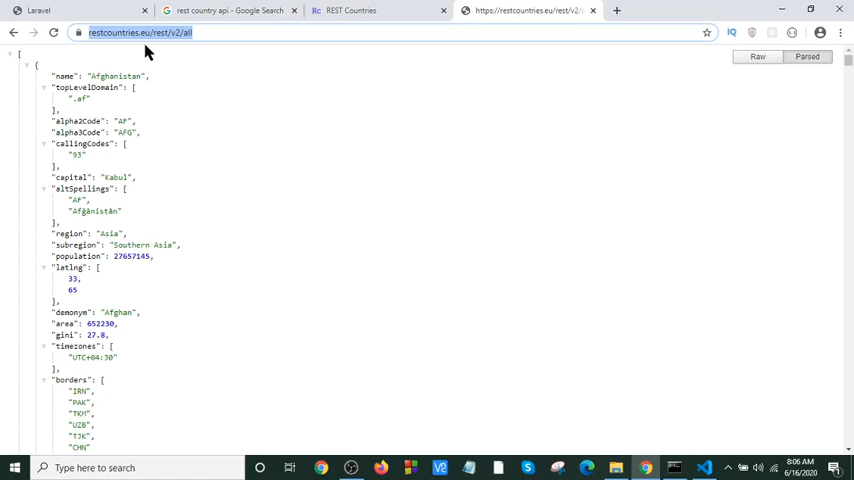 Laravel
rest country api - Google Search
Rc REST Countries
https://restcountries.eu/rest/v2/a
restcountries.eu/rest/v2/all
IQ
Raw Parsed
[
{
"name": "Afghanistan",
"topLevelDomain": [
".af"
],
"alpha2Code": "AF",
"alpha3Code": "AFG",
"callingCodes": [
"93"
],
"capital": "Kabul",
"altSpellings": [
"AF",
"Afġānistān"
],
"region": "Asia",
"subregion": "Southern Asia",
"population": 27657145,
"latlng": [
33,
65
],
"demonym": "Afghan",
"area": 652230,
"gini": 27.8,
"timezones": [
"UTC+04:30"
],
"borders": [
"IRN",
"PAK",
"TKM",
"UZB",
"TJK",
"CHN"
Type here to search
8:06 AM
6/16/2020